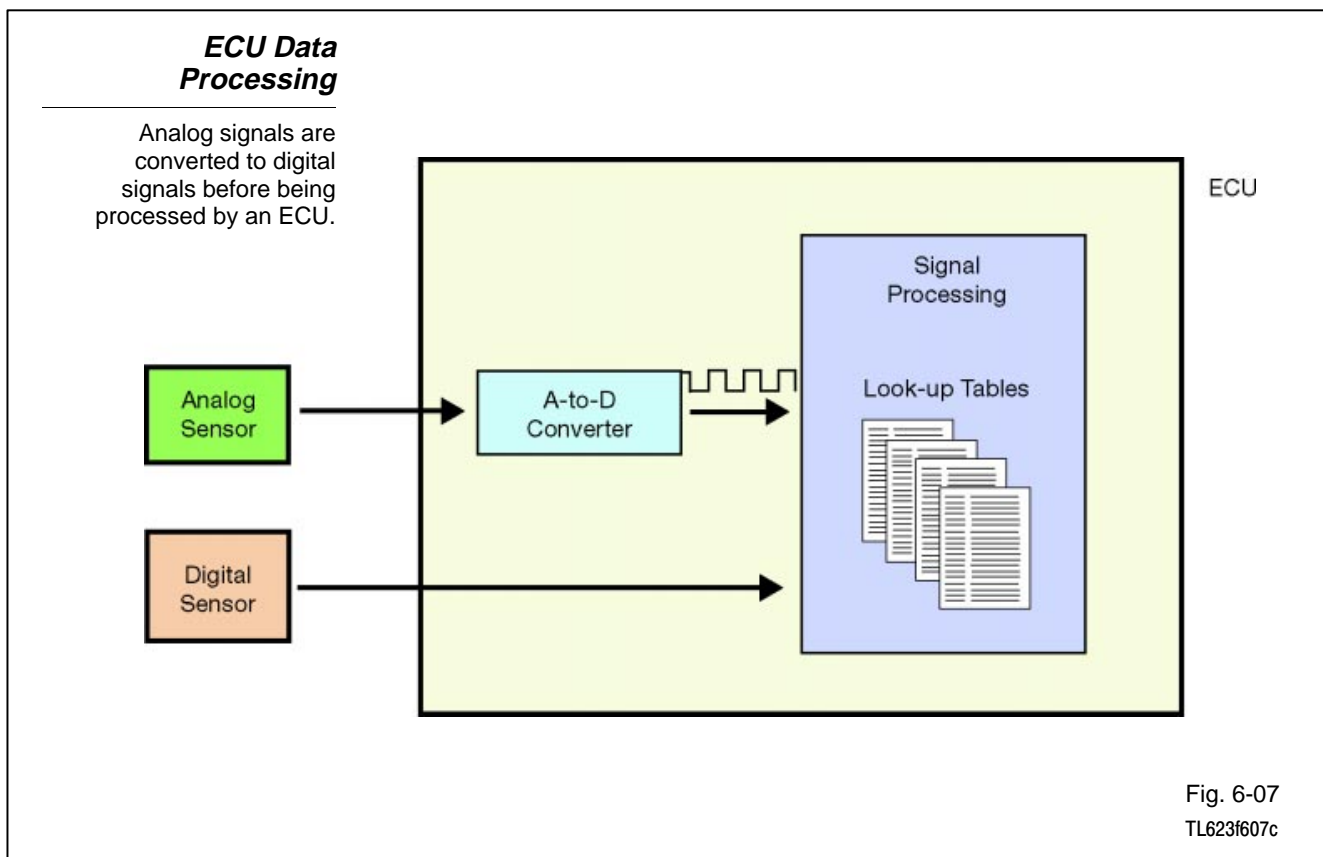 ECU Data
Processing
Analog signals are
converted to digital
signals before being
processed by an ECU.
ECU
Signal
Processing
Look-up Tables
Analog
Sensor
A-to-D
Converter
Digital
Sensor
Fig. 6-07
TL623f607c